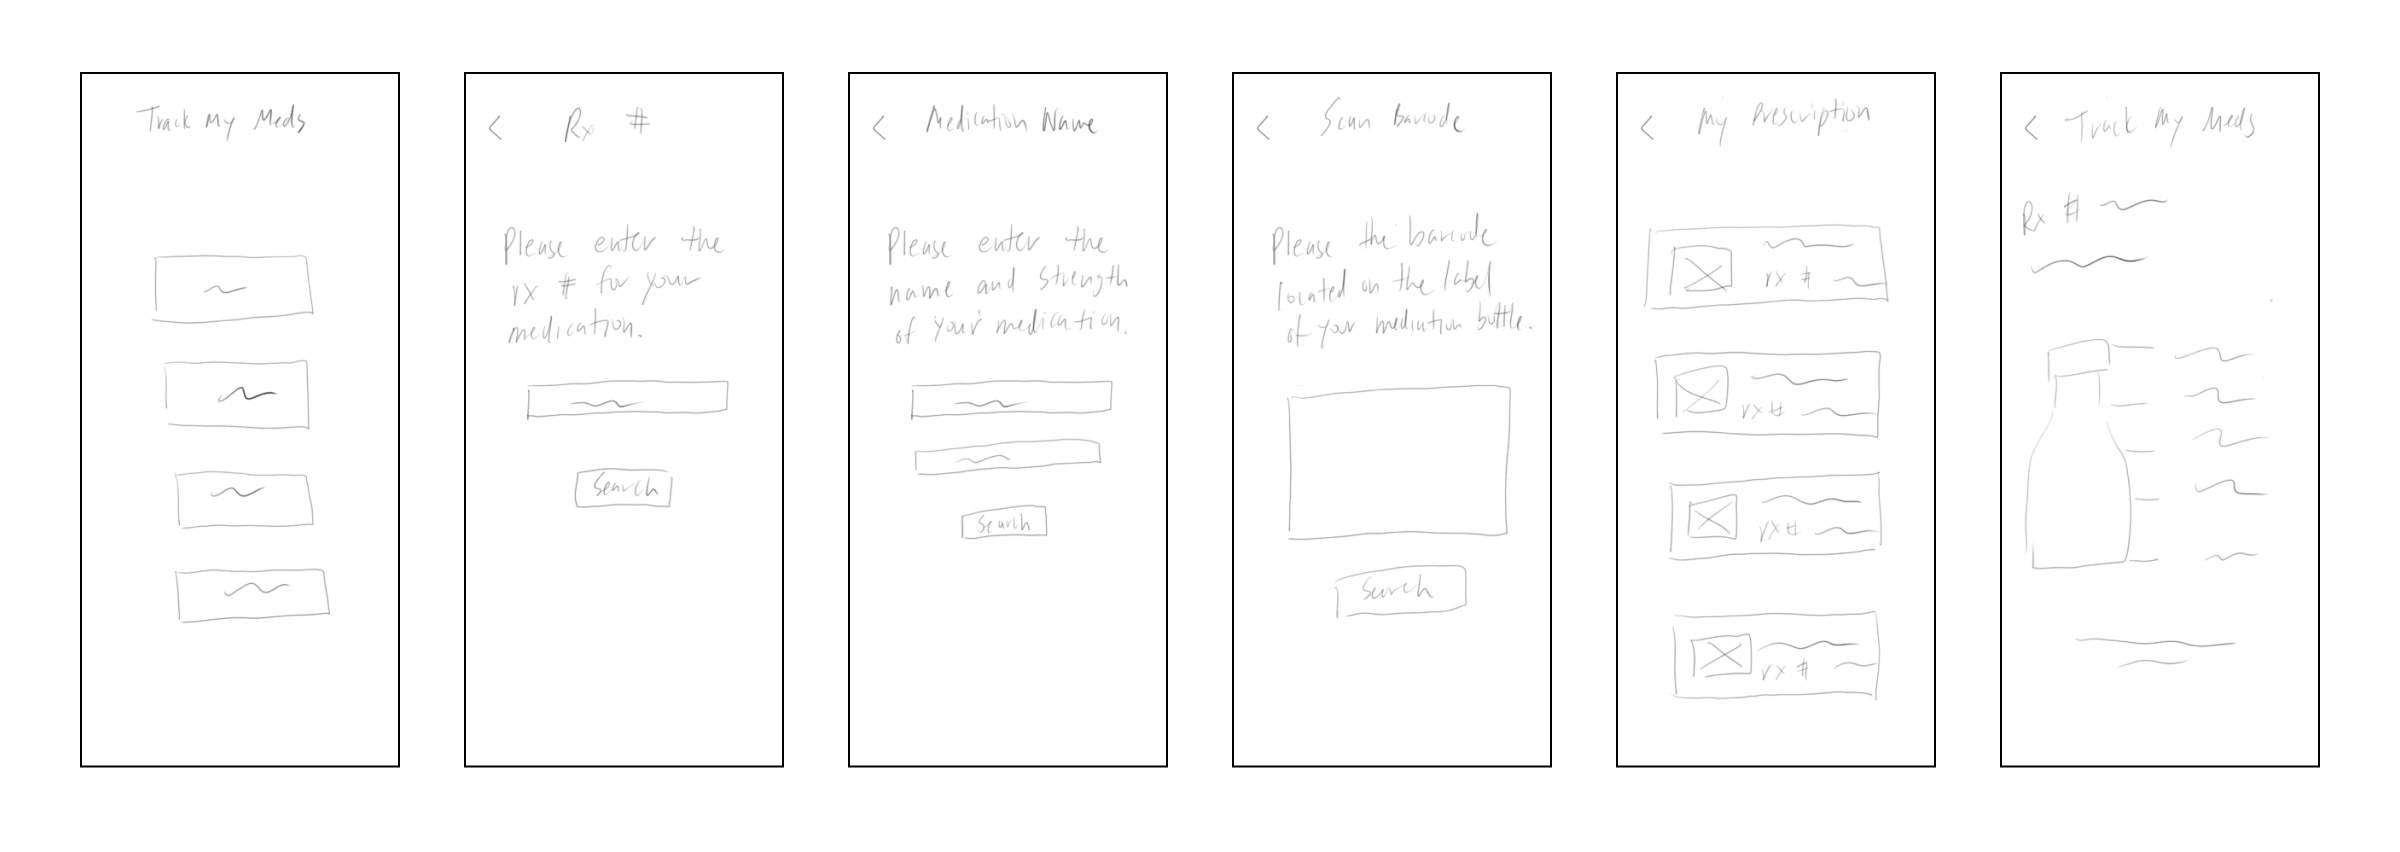 Track My Meds
< Rx #
Please enter the
rx # for your
medication.
Search
< Medication Name
Please enter the
name and strength
of your medication.
Search
< Scan Barcode
Please the barcode
located on the label
of your medication bottle.
Search
< My Prescription
rx #
rx #
rx #
rx #
< Track My Meds
Rx #